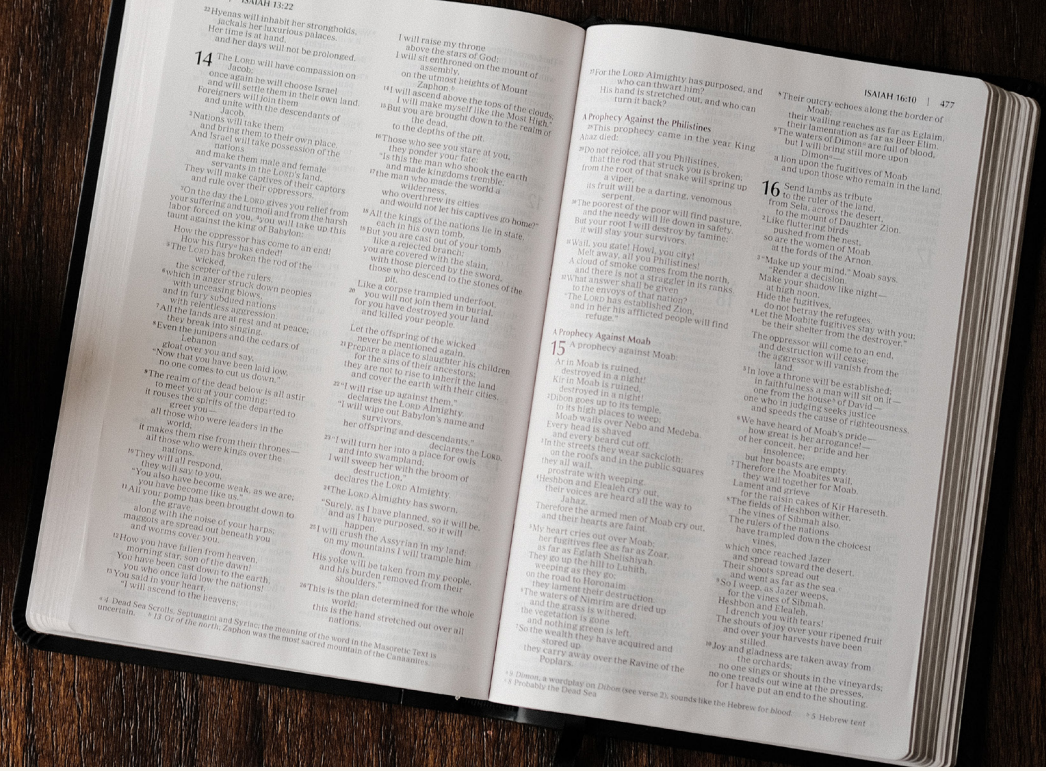 ISAIAH 13:22
22 Hyenas will inhabit her strongholds,
jackals her luxurious palaces.
Her time is at hand,
and her days will not be prolonged.
14 The LORD will have compassion on
Jacob;
once again he will choose Israel
and will settle them in their own land.
Foreigners will join them
and unite with the descendants of
Jacob.
2 Nations will take them
and bring them to their own place.
And Israel will take possession of the
nations
and make them male and female
servants in the LORD's land.
They will make captives of their captors
and rule over their oppressors.
3 On the day the LORD gives you relief from
your suffering and turmoil and from the harsh
labor forced on you, 4 you will take up this
taunt against the king of Babylon:
How the oppressor has come to an end!
How his fury a has ended!
5 The LORD has broken the rod of the
wicked,
the scepter of the rulers,
6 which in anger struck down peoples
with unceasing blows,
and in fury subdued nations
with relentless aggression.
7 All the lands are at rest and at peace;
they break into singing.
8 Even the junipers and the cedars of
Lebanon
gloat over you and say,
"Now that you have been laid low,
no one comes to cut us down."
9 The realm of the dead below is all astir
to meet you at your coming;
it rouses the spirits of the departed to
greet you—
all those who were leaders in the
world;
it makes them rise from their thrones—
all those who were kings over the
nations.
10 They will all respond,
they will say to you,
"You also have become weak, as we are;
you have become like us."
11 All your pomp has been brought down to
the grave,
along with the noise of your harps;
maggots are spread out beneath you
and worms cover you.
12 How you have fallen from heaven,
morning star, son of the dawn!
You have been cast down to the earth,
you who once laid low the nations!
13 You said in your heart,
"I will ascend to the heavens;
I will raise my throne
above the stars of God;
I will sit enthroned on the mount of
assembly,
on the utmost heights of Mount
Zaphon. b
14 I will ascend above the tops of the clouds;
I will make myself like the Most High."
15 But you are brought down to the realm of
the dead,
to the depths of the pit.
16 Those who see you stare at you,
they ponder your fate:
"Is this the man who shook the earth
and made kingdoms tremble,
17 the man who made the world a
wilderness,
who overthrew its cities
and would not let his captives go home?"
18 All the kings of the nations lie in state,
each in his own tomb.
19 But you are cast out of your tomb
like a rejected branch;
you are covered with the slain,
with those pierced by the sword,
those who descend to the stones of the
pit.
Like a corpse trampled underfoot,
20 you will not join them in burial,
for you have destroyed your land
and killed your people.
Let the offspring of the wicked
never be mentioned again.
21 Prepare a place to slaughter his children
for the sins of their ancestors;
they are not to rise to inherit the land
and cover the earth with their cities.
22 "I will rise up against them,"
declares the LORD Almighty.
"I will wipe out Babylon's name and
survivors,
her offspring and descendants,"
declares the LORD.
23 "I will turn her into a place for owls
and into swampland;
I will sweep her with the broom of
destruction,"
declares the LORD Almighty.
24 The LORD Almighty has sworn,
"Surely, as I have planned, so it will be,
and as I have purposed, so it will
happen.
25 I will crush the Assyrian in my land;
on my mountains I will trample him
down.
His yoke will be taken from my people,
and his burden removed from their
shoulders."
26 This is the plan determined for the whole
world;
this is the hand stretched out over all
nations.
a 4 Dead Sea Scrolls, Septuagint and Syriac; the meaning of the word in the Masoretic Text is
uncertain. b 13 Or of the north; Zaphon was the most sacred mountain of the Canaanites.
ISAIAH 16:10 | 477
27 For the LORD Almighty has purposed, and
who can thwart him?
His hand is stretched out, and who can
turn it back?
A Prophecy Against the Philistines
28 This prophecy came in the year King
Ahaz died:
29 Do not rejoice, all you Philistines,
that the rod that struck you is broken;
from the root of that snake will spring up
a viper,
its fruit will be a darting, venomous
serpent.
30 The poorest of the poor will find pasture,
and the needy will lie down in safety.
But your root I will destroy by famine;
it will slay your survivors.
31 Wail, you gate! Howl, you city!
Melt away, all you Philistines!
A cloud of smoke comes from the north,
and there is not a straggler in its ranks.
32 What answer shall be given
to the envoys of that nation?
"The LORD has established Zion,
and in her his afflicted people will find
refuge."
A Prophecy Against Moab
15 A prophecy against Moab:
Ar in Moab is ruined,
destroyed in a night!
Kir in Moab is ruined,
destroyed in a night!
2 Dibon goes up to its temple,
to its high places to weep;
Moab wails over Nebo and Medeba.
Every head is shaved
and every beard cut off.
3 In the streets they wear sackcloth;
on the roofs and in the public squares
they all wail,
prostrate with weeping.
4 Heshbon and Elealeh cry out,
their voices are heard all the way to
Jahaz.
Therefore the armed men of Moab cry out,
and their hearts are faint.
5 My heart cries out over Moab;
her fugitives flee as far as Zoar,
as far as Eglath Shelishiyah.
They go up the hill to Luhith,
weeping as they go;
on the road to Horonaim
they lament their destruction.
6 The waters of Nimrim are dried up
and the grass is withered;
the vegetation is gone
and nothing green is left.
7 So the wealth they have acquired and
stored up
they carry away over the Ravine of the
Poplars.
8 Their outcry echoes along the border of
Moab;
their wailing reaches as far as Eglaim,
their lamentation as far as Beer Elim.
9 The waters of Dimon a are full of blood,
but I will bring still more upon
Dimon a—
a lion upon the fugitives of Moab
and upon those who remain in the land.
16 Send lambs as tribute
to the ruler of the land,
from Sela, across the desert,
to the mount of Daughter Zion.
2 Like fluttering birds
pushed from the nest,
so are the women of Moab
at the fords of the Arnon.
3 "Make up your mind," Moab says.
"Render a decision.
Make your shadow like night—
at high noon.
Hide the fugitives,
do not betray the refugees.
4 Let the Moabite fugitives stay with you;
be their shelter from the destroyer."
The oppressor will come to an end,
and destruction will cease;
the aggressor will vanish from the
land.
5 In love a throne will be established;
in faithfulness a man will sit on it—
one from the house of David—
one who in judging seeks justice
and speeds the cause of righteousness.
6 We have heard of Moab's pride—
how great is her arrogance!—
of her conceit, her pride and her
insolence;
but her boasts are empty.
7 Therefore the Moabites wail,
they wail together for Moab.
Lament and grieve
for the raisin cakes of Kir Hareseth.
8 The fields of Heshbon wither,
the vines of Sibmah also.
The rulers of the nations
have trampled down the choicest
vines,
which once reached Jazer
and spread toward the desert.
Their shoots spread out
and went as far as the sea.
9 So I weep, as Jazer weeps,
for the vines of Sibmah.
Heshbon and Elealeh,
I drench you with tears!
The shouts of joy over your ripened fruit
and over your harvests have been
stilled.
10 Joy and gladness are taken away from
the orchards;
no one sings or shouts in the vineyards;
no one treads out wine at the presses,
for I have put an end to the shouting.
a 9 Dimon, a wordplay on Dibon (see verse 2), sounds like the Hebrew for blood. b 5 Hebrew tent
c 8 Probably the Dead Sea